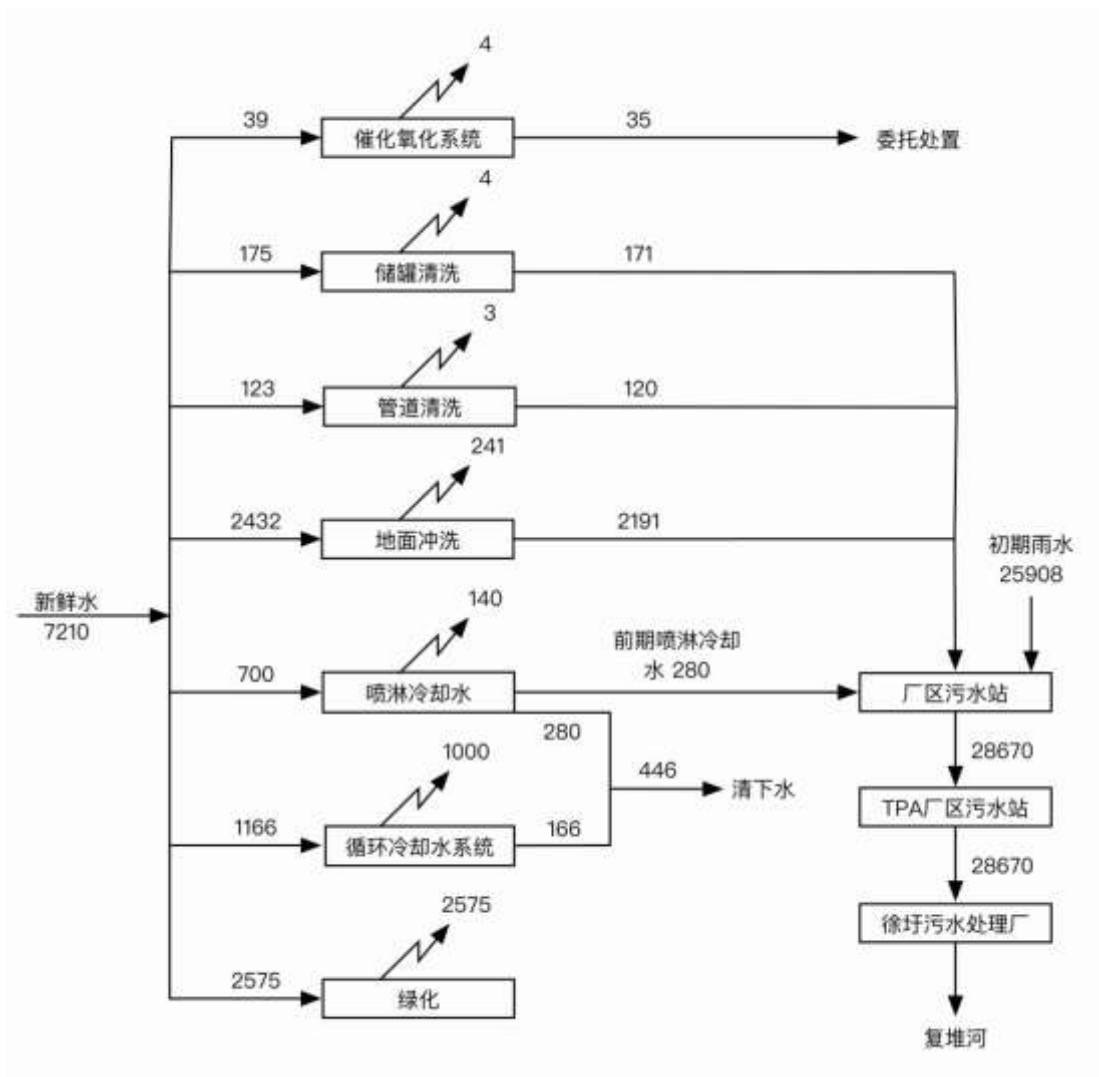 4
39
催化氧化系统
35
委托处置
4
175
储罐清洗
171
3
123
管道清洗
120
241
2432
地面冲洗
2191
初期雨水
25908
新鲜水
7210
140
700
喷淋冷却水
前期喷淋冷却
水 280
厂区污水站
280
28670
1000
446
清下水
TPA厂区污水站
1166
循环冷却水系统
166
28670
2575
徐圩污水处理厂
2575
绿化
复堆河